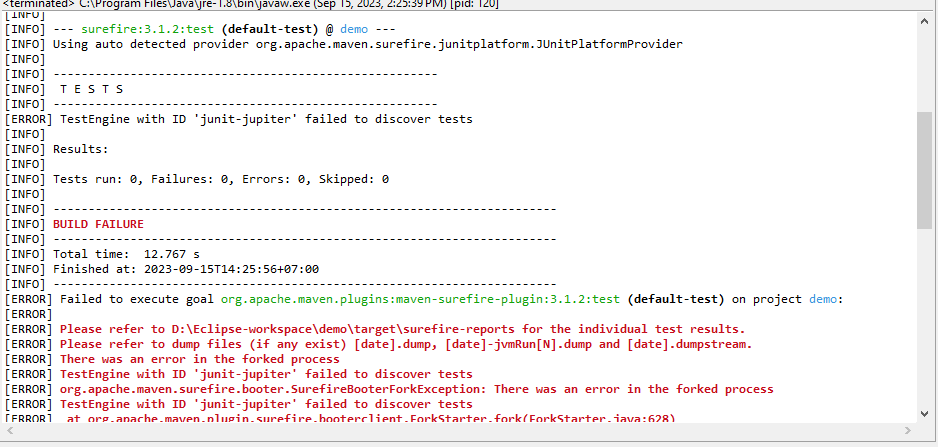 <terminated> C:\Program Files\Java\jre-1.8\bin\javaw.exe (Sep 15, 2023, 2:25:39 PM) [pid: 120]
[INFO]
[INFO] --- surefire:3.1.2:test (default-test) @ demo ---
[INFO] Using auto detected provider org.apache.maven.surefire.junitplatform.JUnitPlatformProvider
[INFO]
[INFO] -------------------------------------------------------
[INFO]  T E S T S
[INFO] -------------------------------------------------------
[ERROR] TestEngine with ID 'junit-jupiter' failed to discover tests
[INFO]
[INFO] Results:
[INFO]
[INFO] Tests run: 0, Failures: 0, Errors: 0, Skipped: 0
[INFO]
[INFO] ------------------------------------------------------------------------
[INFO] BUILD FAILURE
[INFO] ------------------------------------------------------------------------
[INFO] Total time:  12.767 s
[INFO] Finished at: 2023-09-15T14:25:56+07:00
[INFO] ------------------------------------------------------------------------
[ERROR] Failed to execute goal org.apache.maven.plugins:maven-surefire-plugin:3.1.2:test (default-test) on project demo:
[ERROR]
[ERROR] Please refer to D:\Eclipse-workspace\demo\target\surefire-reports for the individual test results.
[ERROR] Please refer to dump files (if any exist) [date].dump, [date]-jvmRun[N].dump and [date].dumpstream.
[ERROR] There was an error in the forked process
[ERROR] TestEngine with ID 'junit-jupiter' failed to discover tests
[ERROR] org.apache.maven.surefire.booter.SurefireBooterForkException: There was an error in the forked process
[ERROR] TestEngine with ID 'junit-jupiter' failed to discover tests
[ERROR]  at org.apache.maven.plugin.surefire.booterclient.ForkStarter.fork(ForkStarter.java:628)